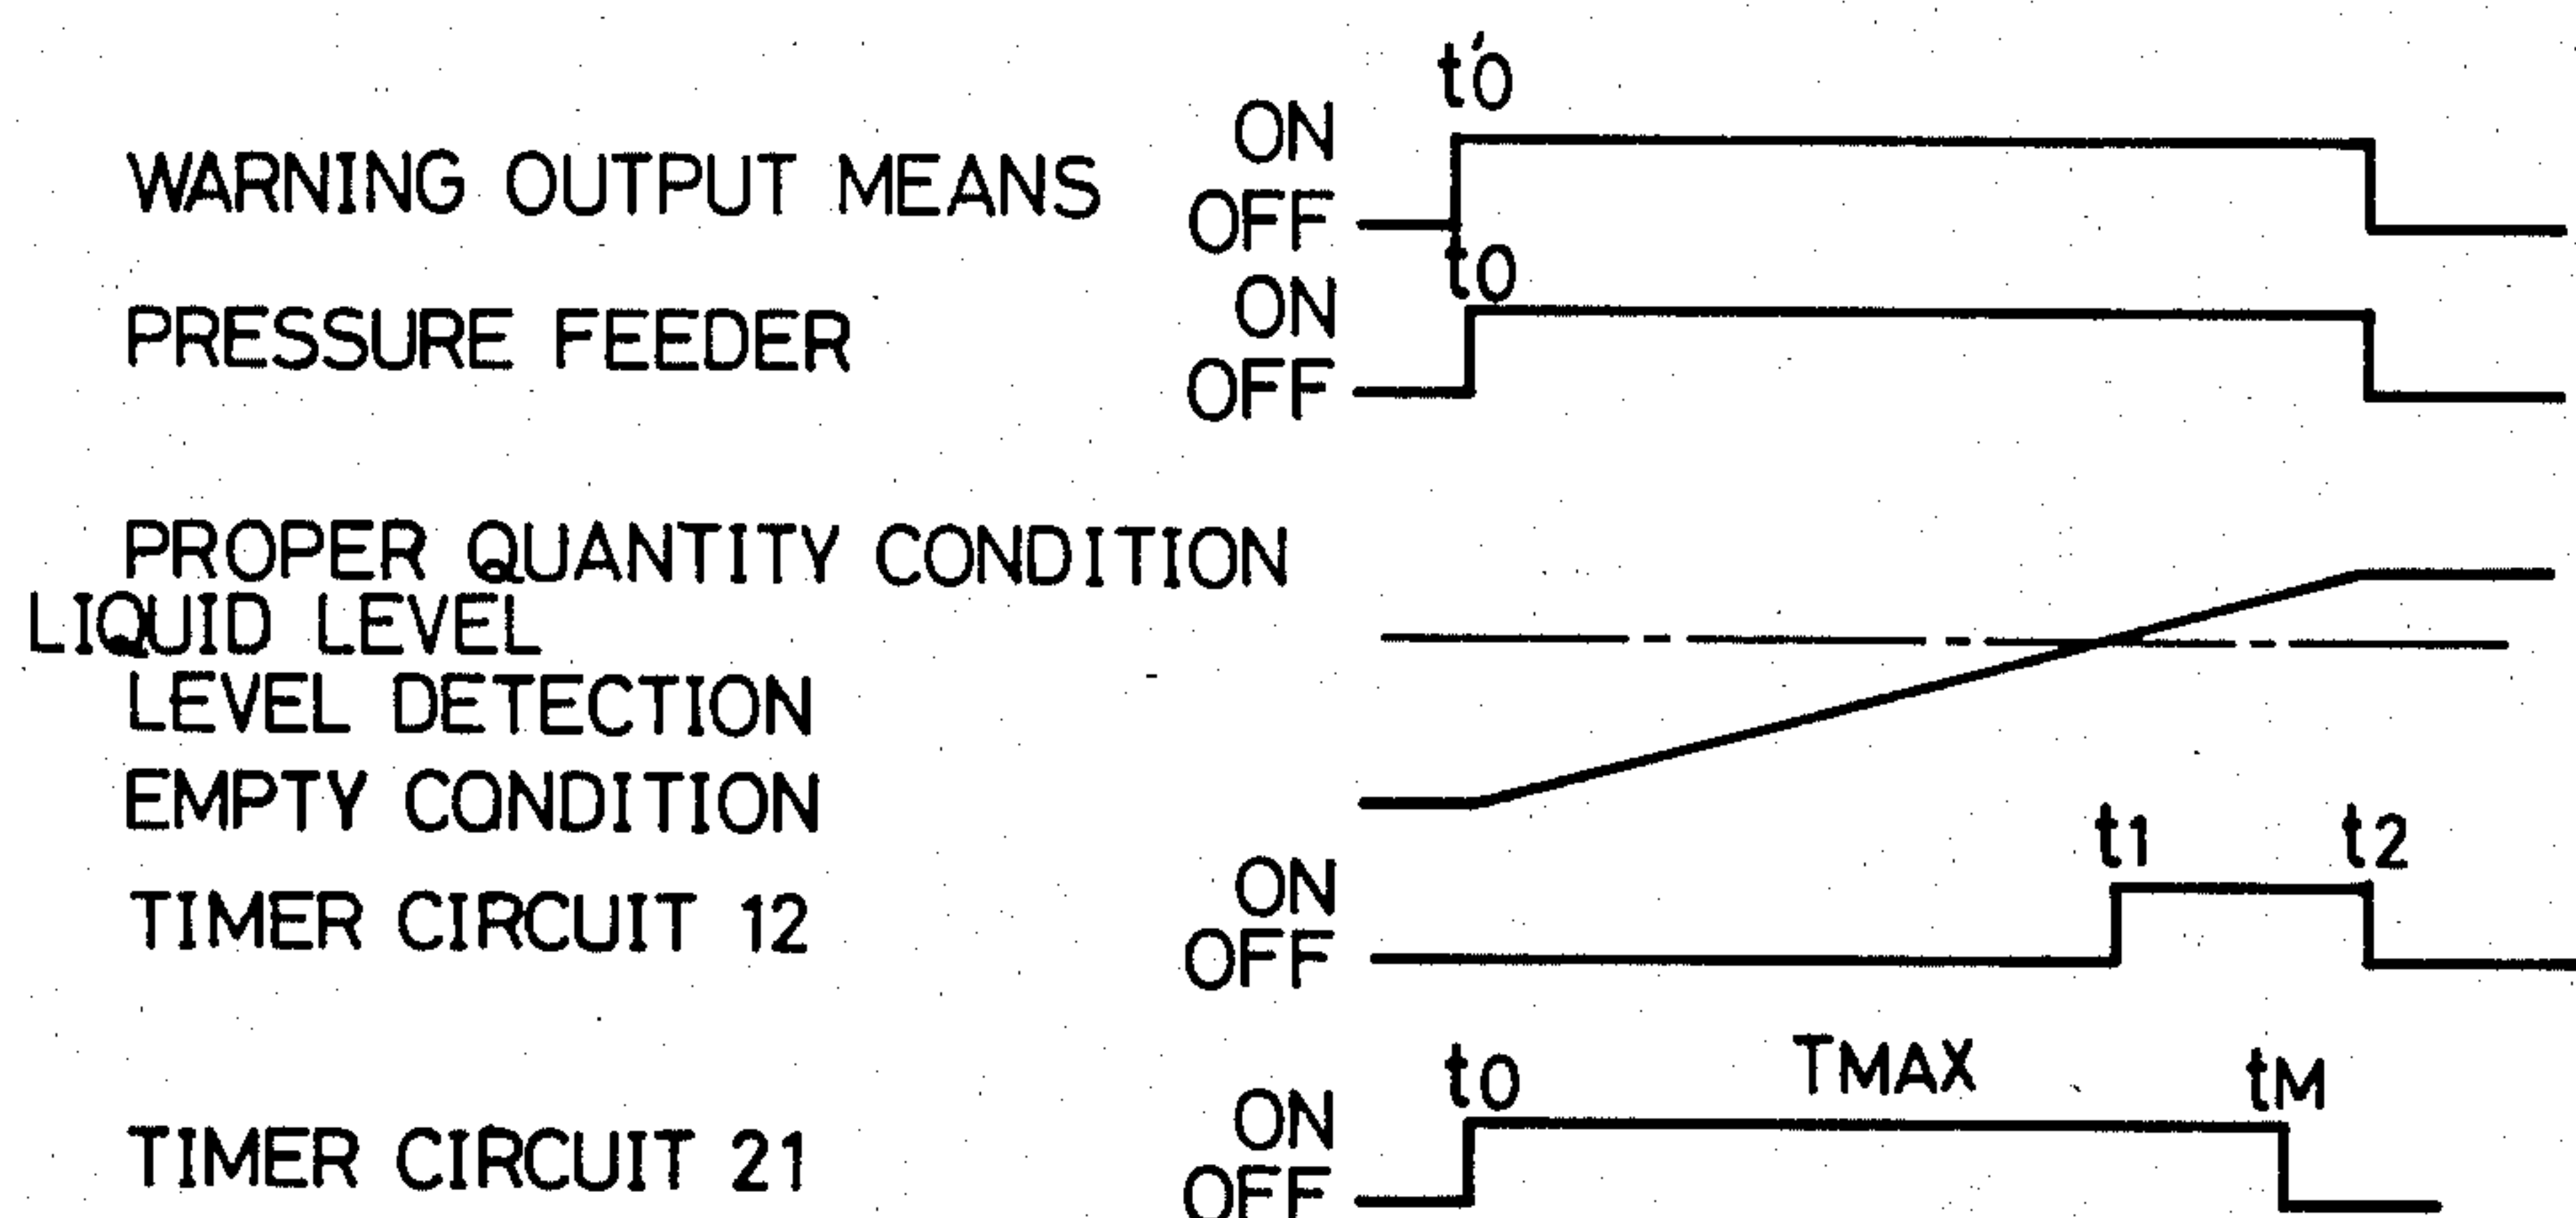 t'0
ON
WARNING OUTPUT MEANS
OFF
t0
ON
PRESSURE FEEDER
OFF
PROPER QUANTITY CONDITION
LIQUID LEVEL
LEVEL DETECTION
EMPTY CONDITION
t1 t2
ON
TIMER CIRCUIT 12
OFF
t0 TMAX tM
ON
TIMER CIRCUIT 21
OFF